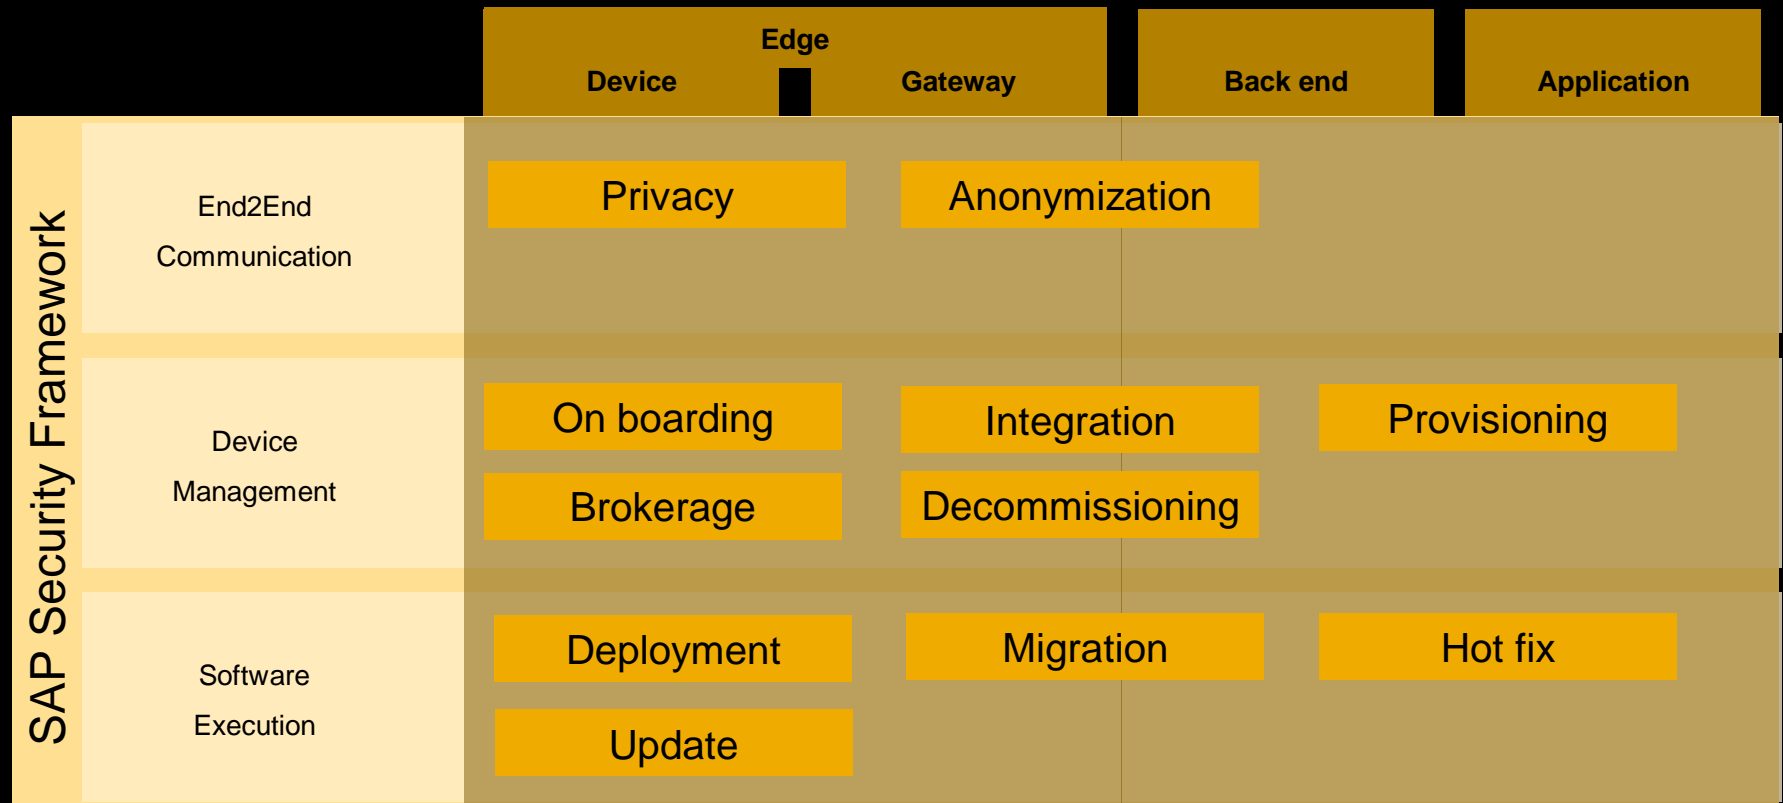 Edge
Device
Gateway
Back end
Application
SAP Security Framework
End2End
Communication
Privacy
Anonymization
Device
Management
On boarding
Integration
Provisioning
Brokerage
Decommissioning
Software
Execution
Deployment
Migration
Hot fix
Update